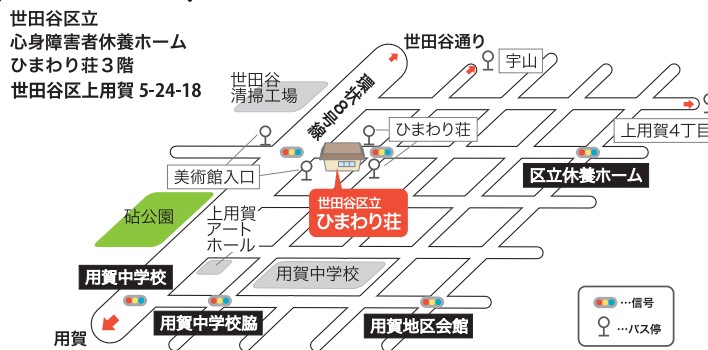 世田谷区立
心身障害者休養ホーム
ひまわり荘３階
世田谷区上用賀 5-24-18
世田谷通り
宇山
世田谷
清掃工場
環状8号線
ひまわり荘
上用賀4丁目
美術館入口
区立休養ホーム
世田谷区立
ひまわり荘
砧公園
上用賀
アート
ホール
用賀中学校
用賀中学校
用賀中学校脇
用賀地区会館
用賀
…信号
…バス停